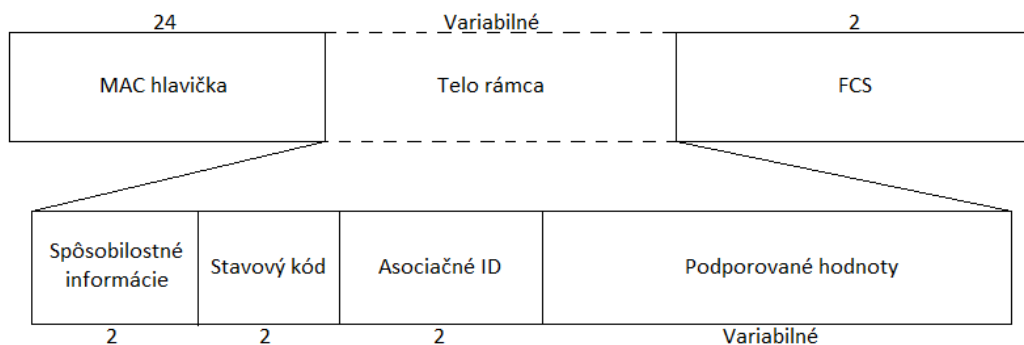 24 Variabilné 2
MAC hlavička Telo rámca FCS
Spôsobilostné
informácie Stavový kód Asociačné ID Podporované hodnoty
2 2 2 Variabilné